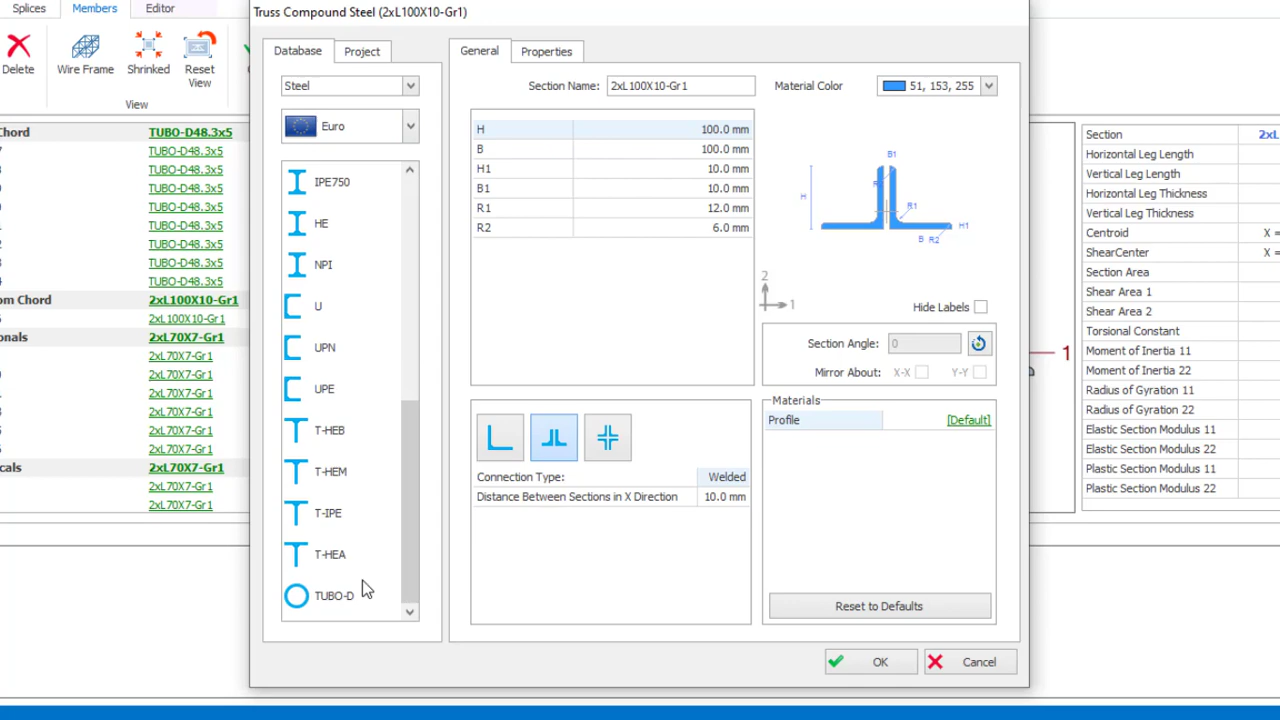 Splices
Members
Editor
Delete
Wire Frame
Shrinked
Reset
View
View
Chord
TUBO-D48.3x5
TUBO-D48.3x5
TUBO-D48.3x5
TUBO-D48.3x5
TUBO-D48.3x5
TUBO-D48.3x5
TUBO-D48.3x5
TUBO-D48.3x5
TUBO-D48.3x5
om Chord 2xL100X10-Gr1
2xL100X10-Gr1
onals 2xL70X7-Gr1
2xL70X7-Gr1
2xL70X7-Gr1
2xL70X7-Gr1
2xL70X7-Gr1
2xL70X7-Gr1
2xL70X7-Gr1
cals 2xL70X7-Gr1
2xL70X7-Gr1
2xL70X7-Gr1
Truss Compound Steel (2xL100X10-Gr1)
Database
Project
Steel
Euro
IPE750
HE
NPI
U
UPN
UPE
T-HEB
T-HEM
T-IPE
T-HEA
TUBO-D
General
Properties
Section Name: 2xL100X10-Gr1
Material Color 51, 153, 255
H 100.0 mm
B 100.0 mm
H1 10.0 mm
B1 10.0 mm
R1 12.0 mm
R2 6.0 mm
B1
H
R1
H1
B R2
2
1
Hide Labels
Section Angle: 0
Mirror About: X-X Y-Y
Connection Type: Welded
Distance Between Sections in X Direction 10.0 mm
Materials
Profile [Default]
Reset to Defaults
OK
Cancel
1
Section 2xL
Horizontal Leg Length
Vertical Leg Length
Horizontal Leg Thickness
Vertical Leg Thickness
Centroid X =
ShearCenter X =
Section Area
Shear Area 1
Shear Area 2
Torsional Constant
Moment of Inertia 11
Moment of Inertia 22
Radius of Gyration 11
Radius of Gyration 22
Elastic Section Modulus 11
Elastic Section Modulus 22
Plastic Section Modulus 11
Plastic Section Modulus 22